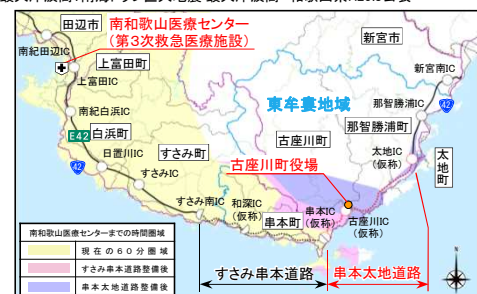 田辺市
南和歌山医療センター
(第3次救急医療施設)
新宮市
南紀田辺IC
上富田町
上富田IC
新宮南IC
東牟婁地域
那智勝浦IC
(仮称)
42
南紀白浜IC
E42
白浜町
那智勝浦町
古座川町
日置川IC
すさみ町
太地IC
(仮称)
太地町
42
古座川町役場
すさみIC
すさみ南IC
和深IC
(仮称)
串本IC
(仮称)
古座川IC
(仮称)
串本町
南和歌山医療センターまでの時間圏域
現在の60分圏域
すさみ串本道路整備後
串本太地道路整備後
すさみ串本道路
串本太地道路